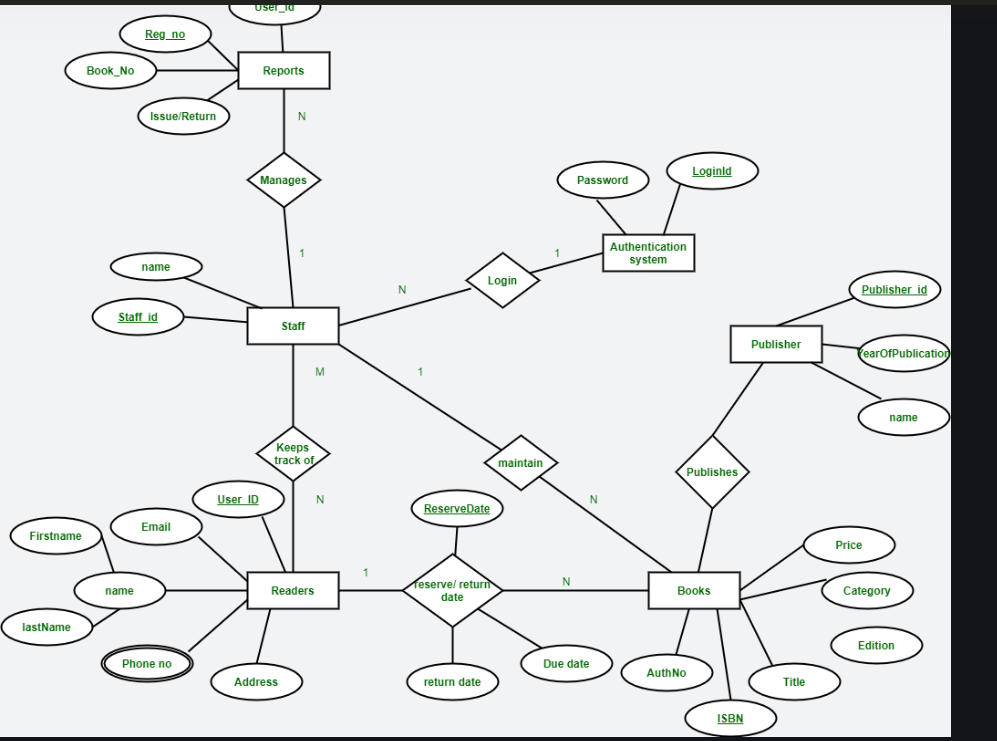 User_id
Reg_no
Book_No
Reports
Issue/Return
N
Manages
Password
LoginId
1
Authentication
system
1
name
Login
N
Staff_id
Staff
Publisher_id
Publisher
YearOfPublication
M
1
name
Keeps
track of
maintain
Publishes
User_ID
N
N
ReserveDate
Firstname
Email
Price
1
reserve/ return
date
N
name
Readers
Books
Category
lastName
Edition
Phone no
Address
return date
Due date
AuthNo
Title
ISBN